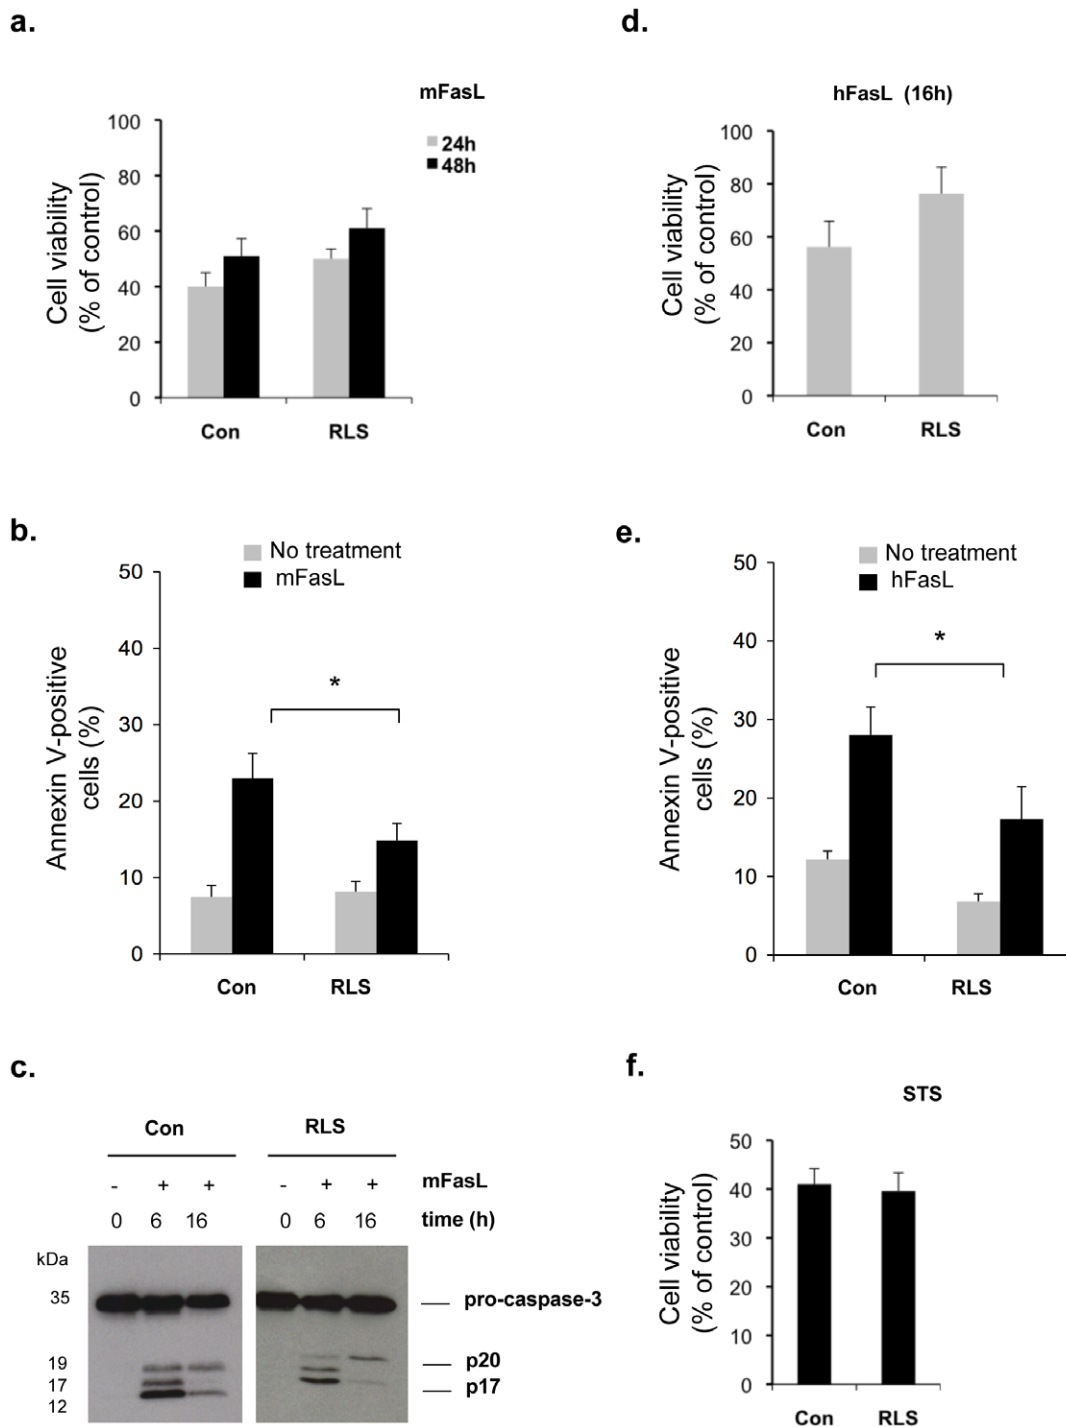 a.
mFasL
24h
48h
100
80
60
40
20
0
Cell viability
(% of control)
Con RLS
d.
hFasL (16h)
100
80
60
40
20
0
Cell viability
(% of control)
Con RLS
b.
No treatment
mFasL
50
40
30
20
10
0
Annexin V-positive
cells (%)
*
Con RLS
e.
No treatment
hFasL
50
40
30
20
10
0
Annexin V-positive
cells (%)
*
Con RLS
c.
Con RLS
- + + - + + mFasL
0 6 16 0 6 16 time (h)
kDa
35 pro-caspase-3
19 p20
17 p17
12
f.
STS
50
40
30
20
10
0
Cell viability
(% of control)
Con RLS